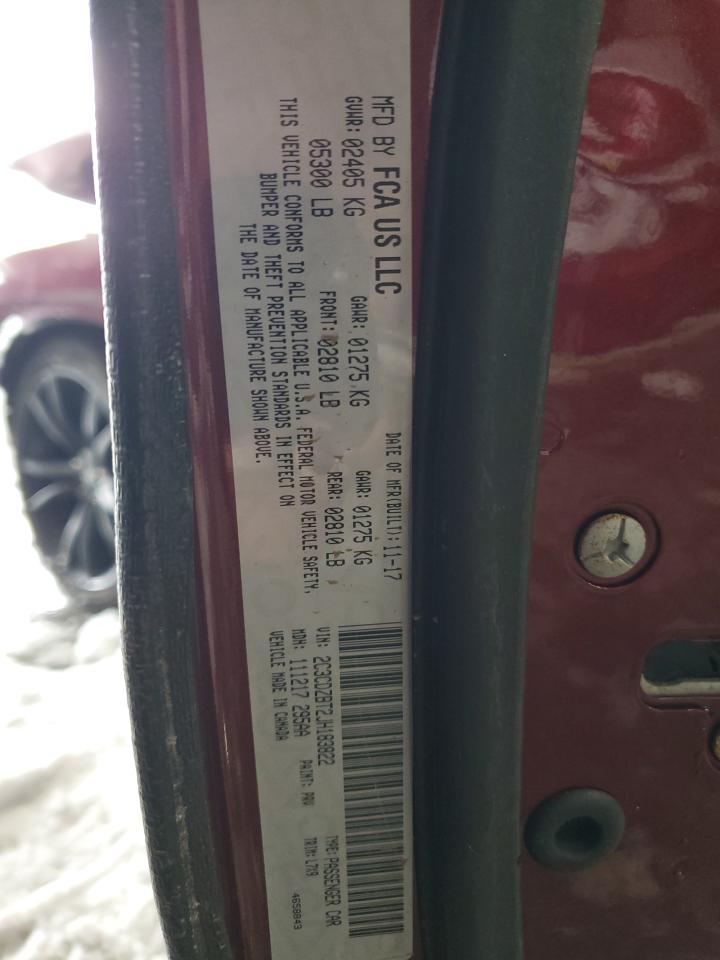 MFD BY FCA US LLC
DATE OF MFR(BUILT): 11-17
GVWR: 02405 KG GAWR: 01275 KG GAWR: 01275 KG
05300 LB FRONT: 02810 LB REAR: 02810 LB
THIS VEHICLE CONFORMS TO ALL APPLICABLE U.S.A. FEDERAL MOTOR VEHICLE SAFETY,
BUMPER AND THEFT PREVENTION STANDARDS IN EFFECT ON
THE DATE OF MANUFACTURE SHOWN ABOVE.
VIN: 2C3CDZBT2JH183822 TYPE: PASSENGER CAR
MDH: 111217 295AA PAINT: PRV TRIM: L7X9
VEHICLE MADE IN CANADA 4658843